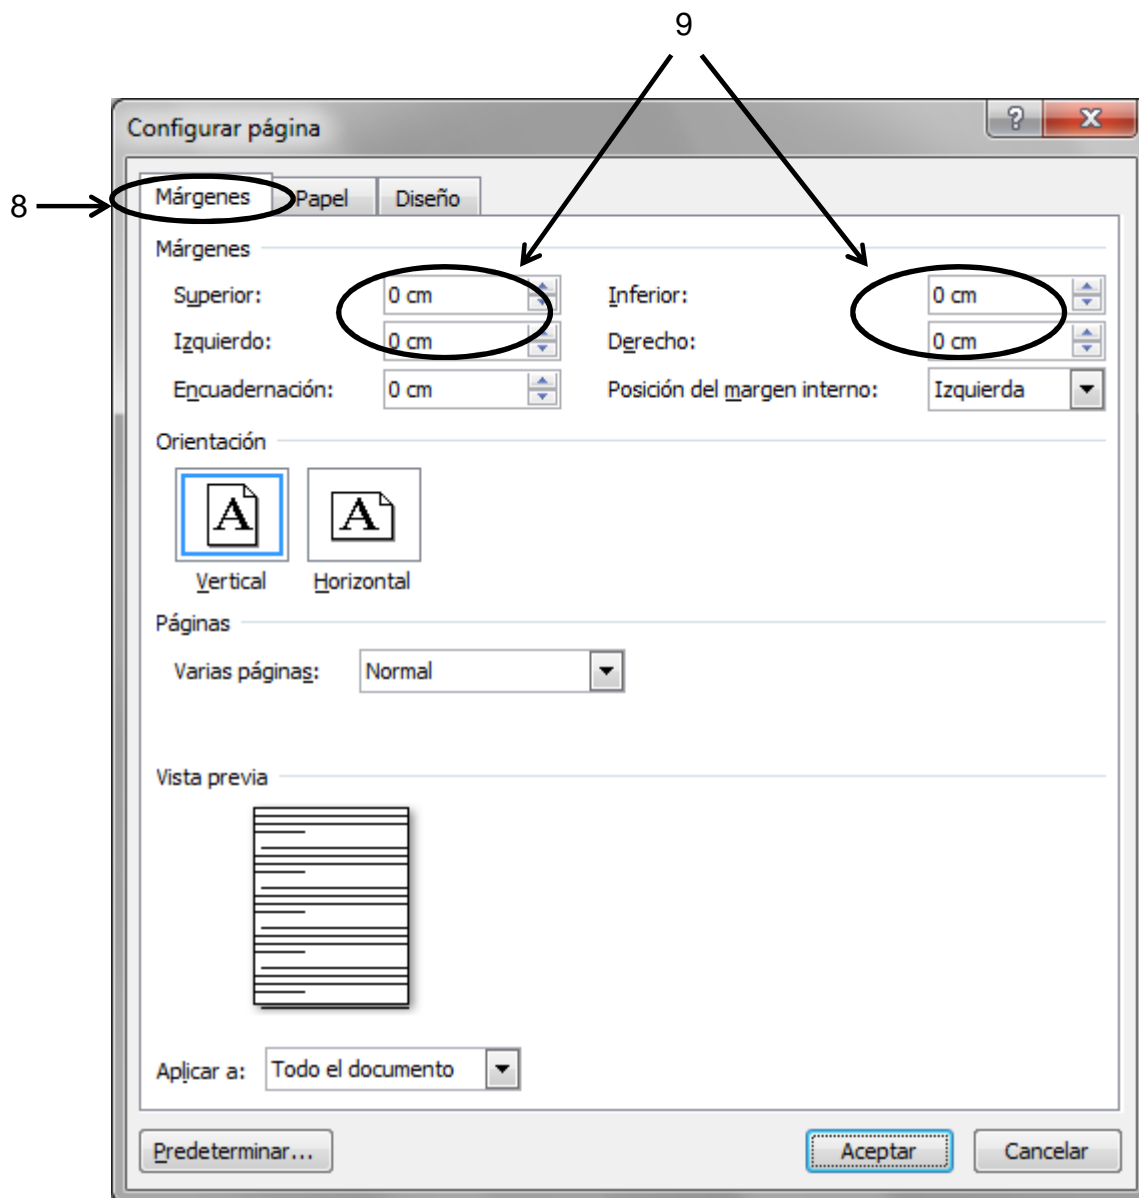 9
Configurar página
8
Márgenes Papel Diseño
Márgenes
Superior: 0 cm Inferior: 0 cm
Izquierdo: 0 cm Derecho: 0 cm
Encuadernación: 0 cm Posición del margen interno: Izquierda
Orientación
A A
Vertical Horizontal
Páginas
Varias páginas: Normal
Vista previa
Aplicar a: Todo el documento
Predeterminar... Aceptar Cancelar